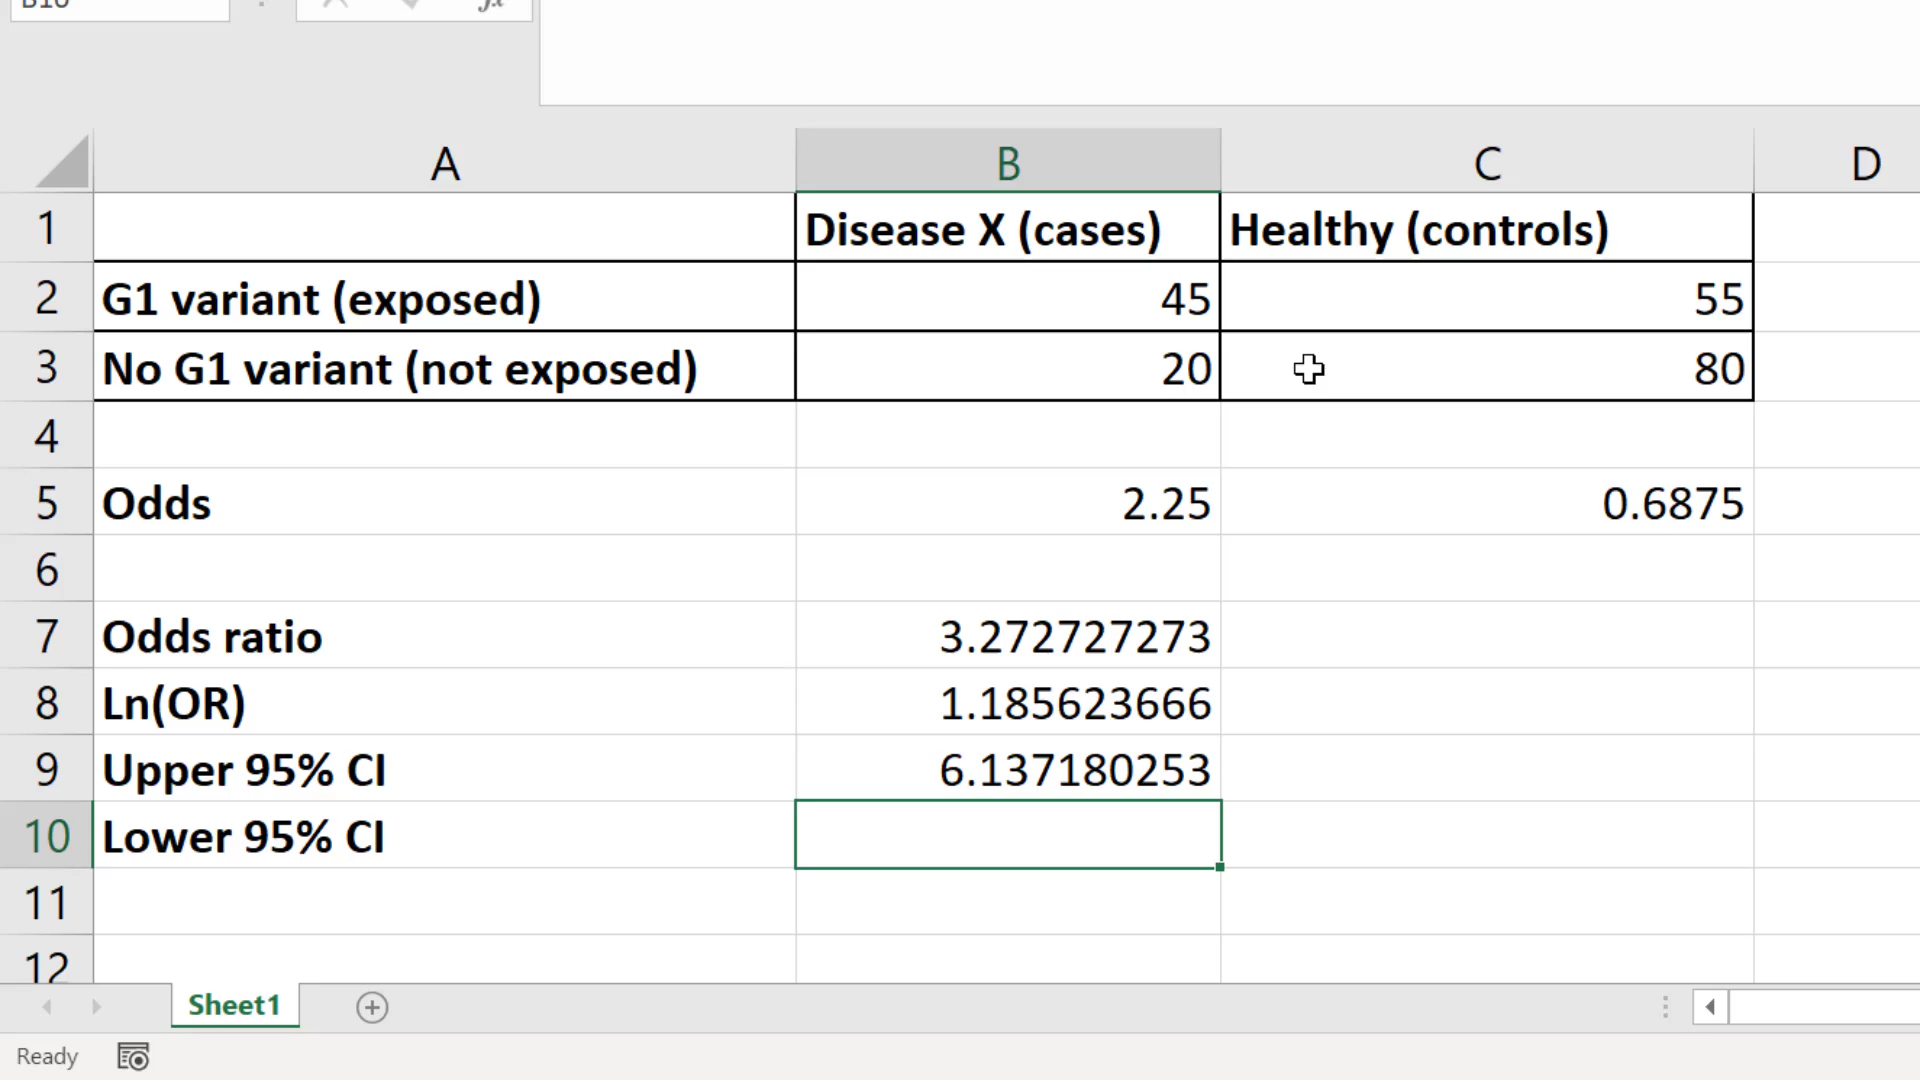 B10 fx
A B C D
1 Disease X (cases) Healthy (controls)
2 G1 variant (exposed) 45 55
3 No G1 variant (not exposed) 20 80
4
5 Odds 2.25 0.6875
6
7 Odds ratio 3.272727273
8 Ln(OR) 1.185623666
9 Upper 95% CI 6.137180253
10 Lower 95% CI
11
12
Sheet1
Ready